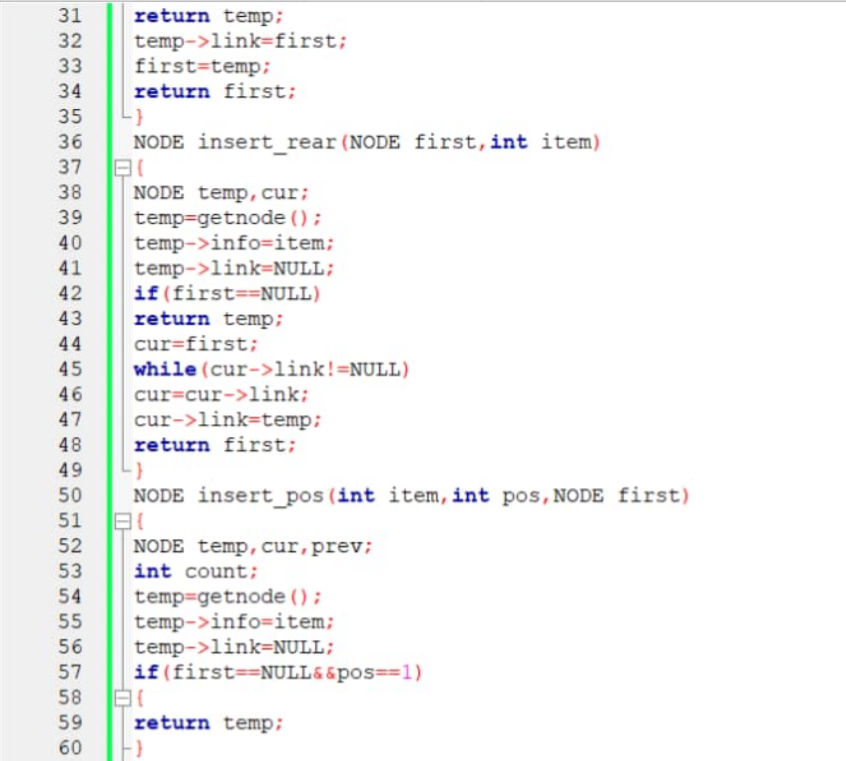 31 return temp;
32 temp->link=first;
33 first=temp;
34 return first;
35 }
36 NODE insert_rear(NODE first,int item)
37 {
38 NODE temp,cur;
39 temp=getnode();
40 temp->info=item;
41 temp->link=NULL;
42 if(first==NULL)
43 return temp;
44 cur=first;
45 while(cur->link!=NULL)
46 cur=cur->link;
47 cur->link=temp;
48 return first;
49 }
50 NODE insert_pos(int item,int pos,NODE first)
51 {
52 NODE temp,cur,prev;
53 int count;
54 temp=getnode();
55 temp->info=item;
56 temp->link=NULL;
57 if(first==NULL&&pos==1)
58 {
59 return temp;
60 }